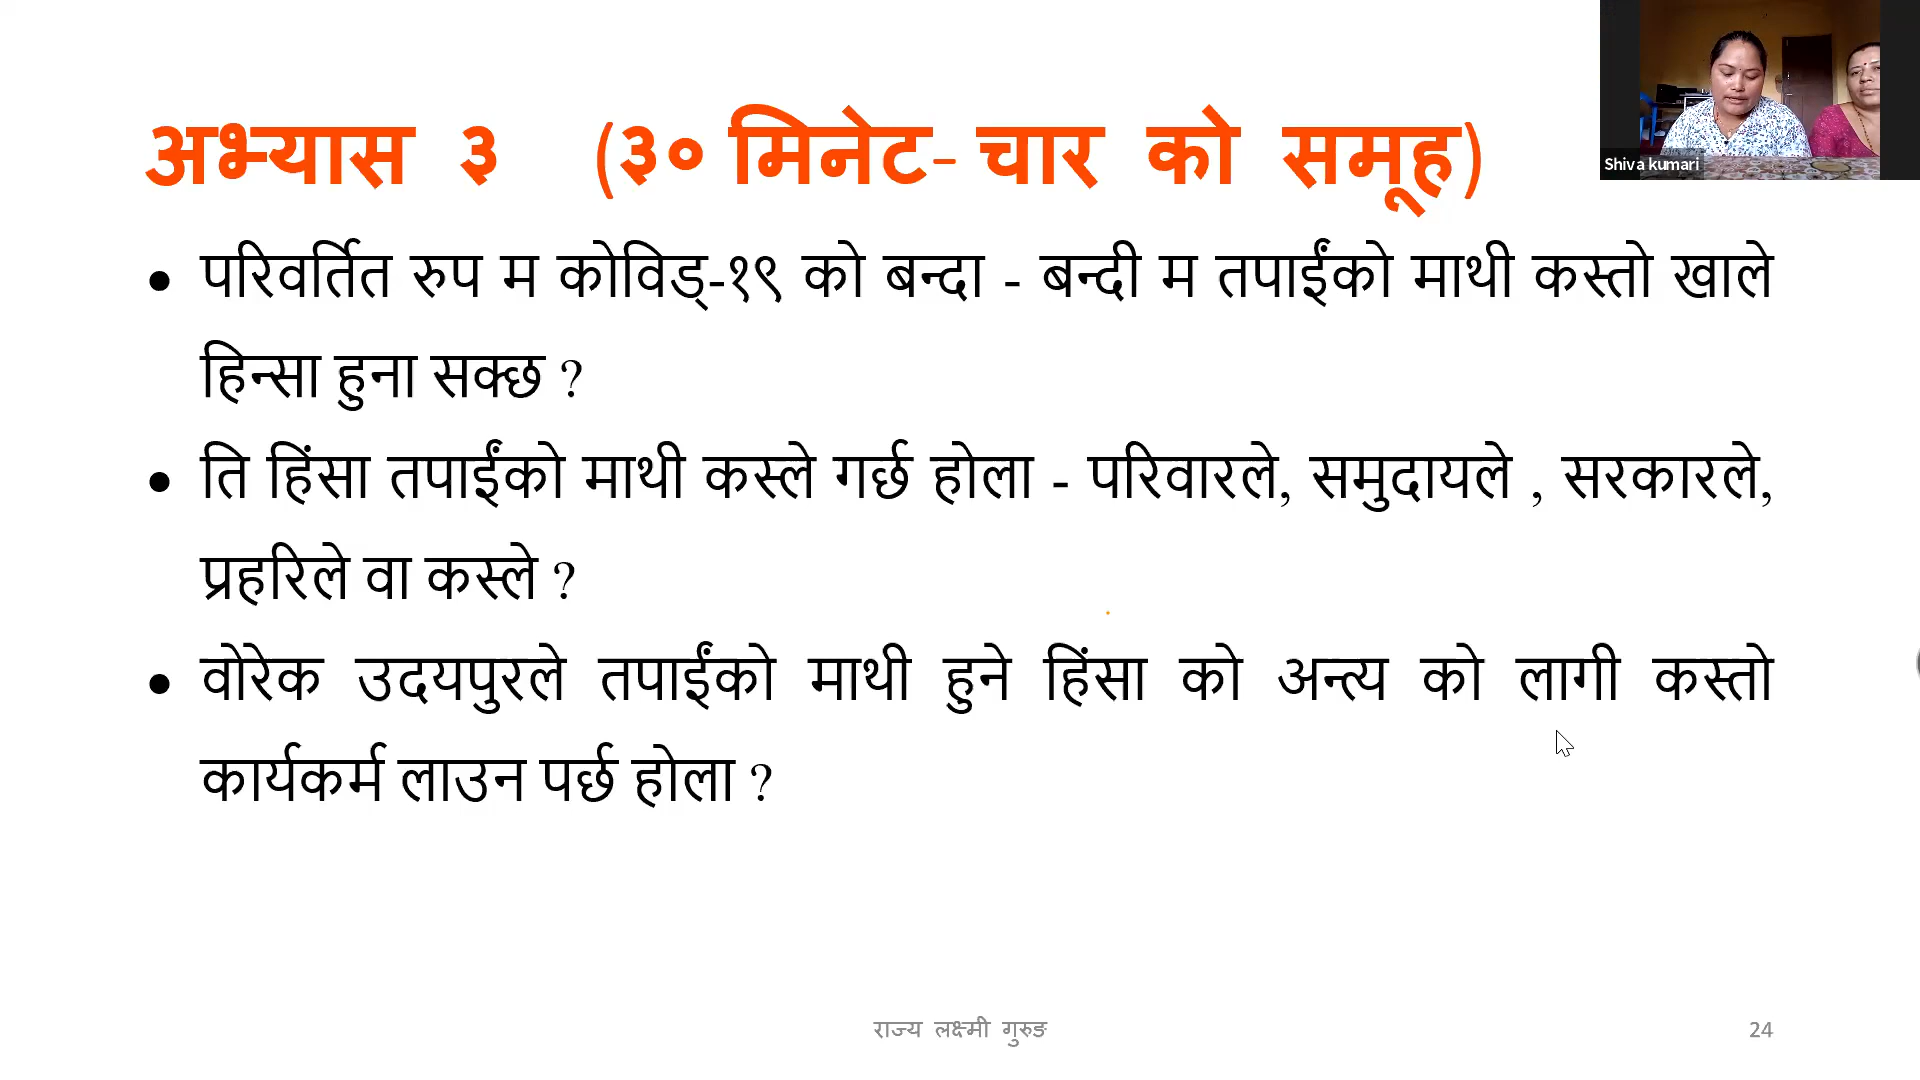 Shiva kumari
अभ्यास ३ (३० मिनेट- चार को समूह)
• परिवर्तित रुप म कोविड्-१९ को बन्दा - बन्दी म तपाईंको माथी कस्तो खाले
हिन्सा हुना सक्छ ?
• ति हिंसा तपाईंको माथी कस्ले गर्छ होला - परिवारले, समुदायले , सरकारले,
प्रहरिले वा कस्ले ?
• वोरेक उदयपुरले तपाईंको माथी हुने हिंसा को अन्त्य को लागी कस्तो
कार्यकर्म लाउन पर्छ होला ?
राज्य लक्ष्मी गुरुङ
24